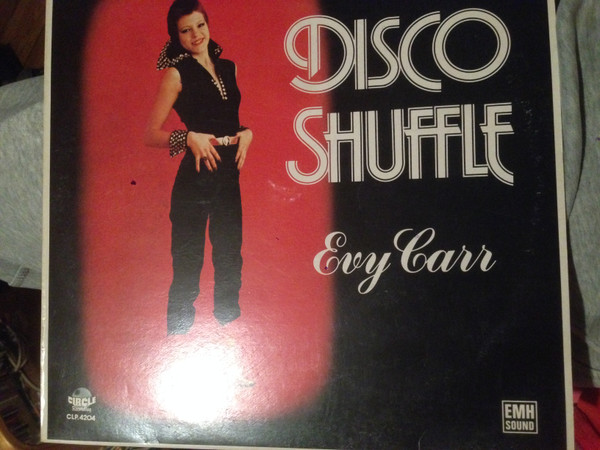 DISCO
SHUFFLE
Evy Carr
CIRCLE
CLP. 4204
EMH
SOUND